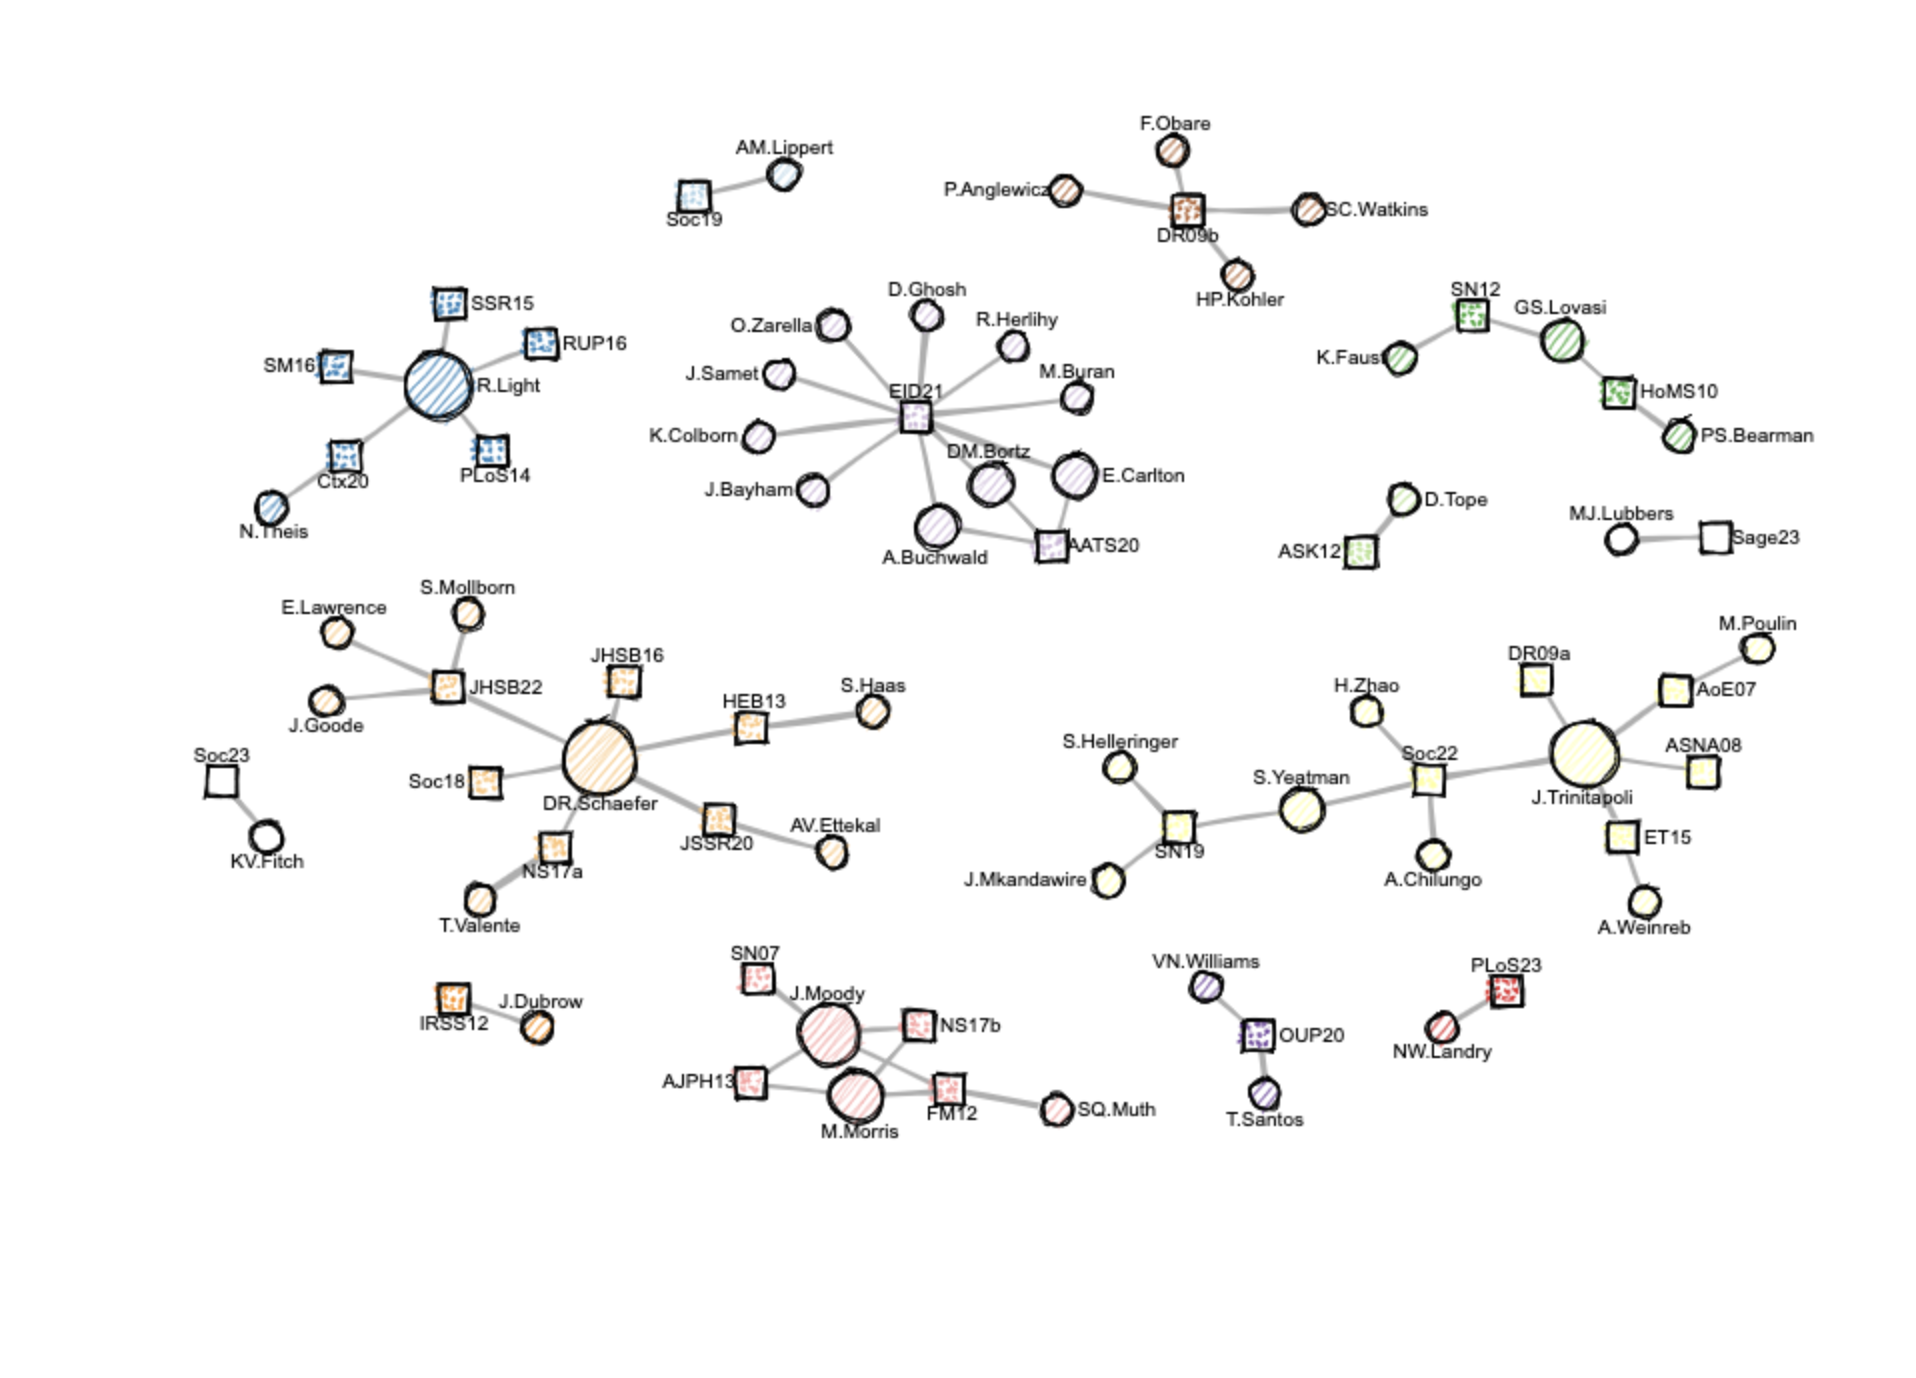 F.Obare
AM.Lippert
P.Anglewicz
SC.Watkins
Soc19
DR09b
HP.Kohler
SSR15
RUP16
SM16
R.Light
PLoS14
Ctx20
N.Theis
D.Ghosh
O.Zarella
R.Herlihy
J.Samet
M.Buran
EID21
K.Colborn
DM.Bortz
E.Carlton
J.Bayham
A.Buchwald
AATS20
SN12
GS.Lovasi
K.Faust
HoMS10
PS.Bearman
D.Tope
ASK12
MJ.Lubbers
Sage23
S.Mollborn
E.Lawrence
JHSB16
JHSB22
S.Haas
HEB13
J.Goode
Soc23
Soc18
DR.Schaefer
AV.Ettekal
JSSR20
KV.Fitch
NS17a
T.Valente
M.Poulin
DR09a
H.Zhao
AoE07
S.Helleringer
ASNA08
Soc22
S.Yeatman
J.Trinitapoli
ET15
SN19
J.Mkandawire
A.Chilungo
A.Weinreb
SN07
J.Moody
J.Dubrow
IRSS12
NS17b
AJPH13
FM12
SQ.Muth
M.Morris
VN.Williams
OUP20
T.Santos
PLoS23
NW.Landry